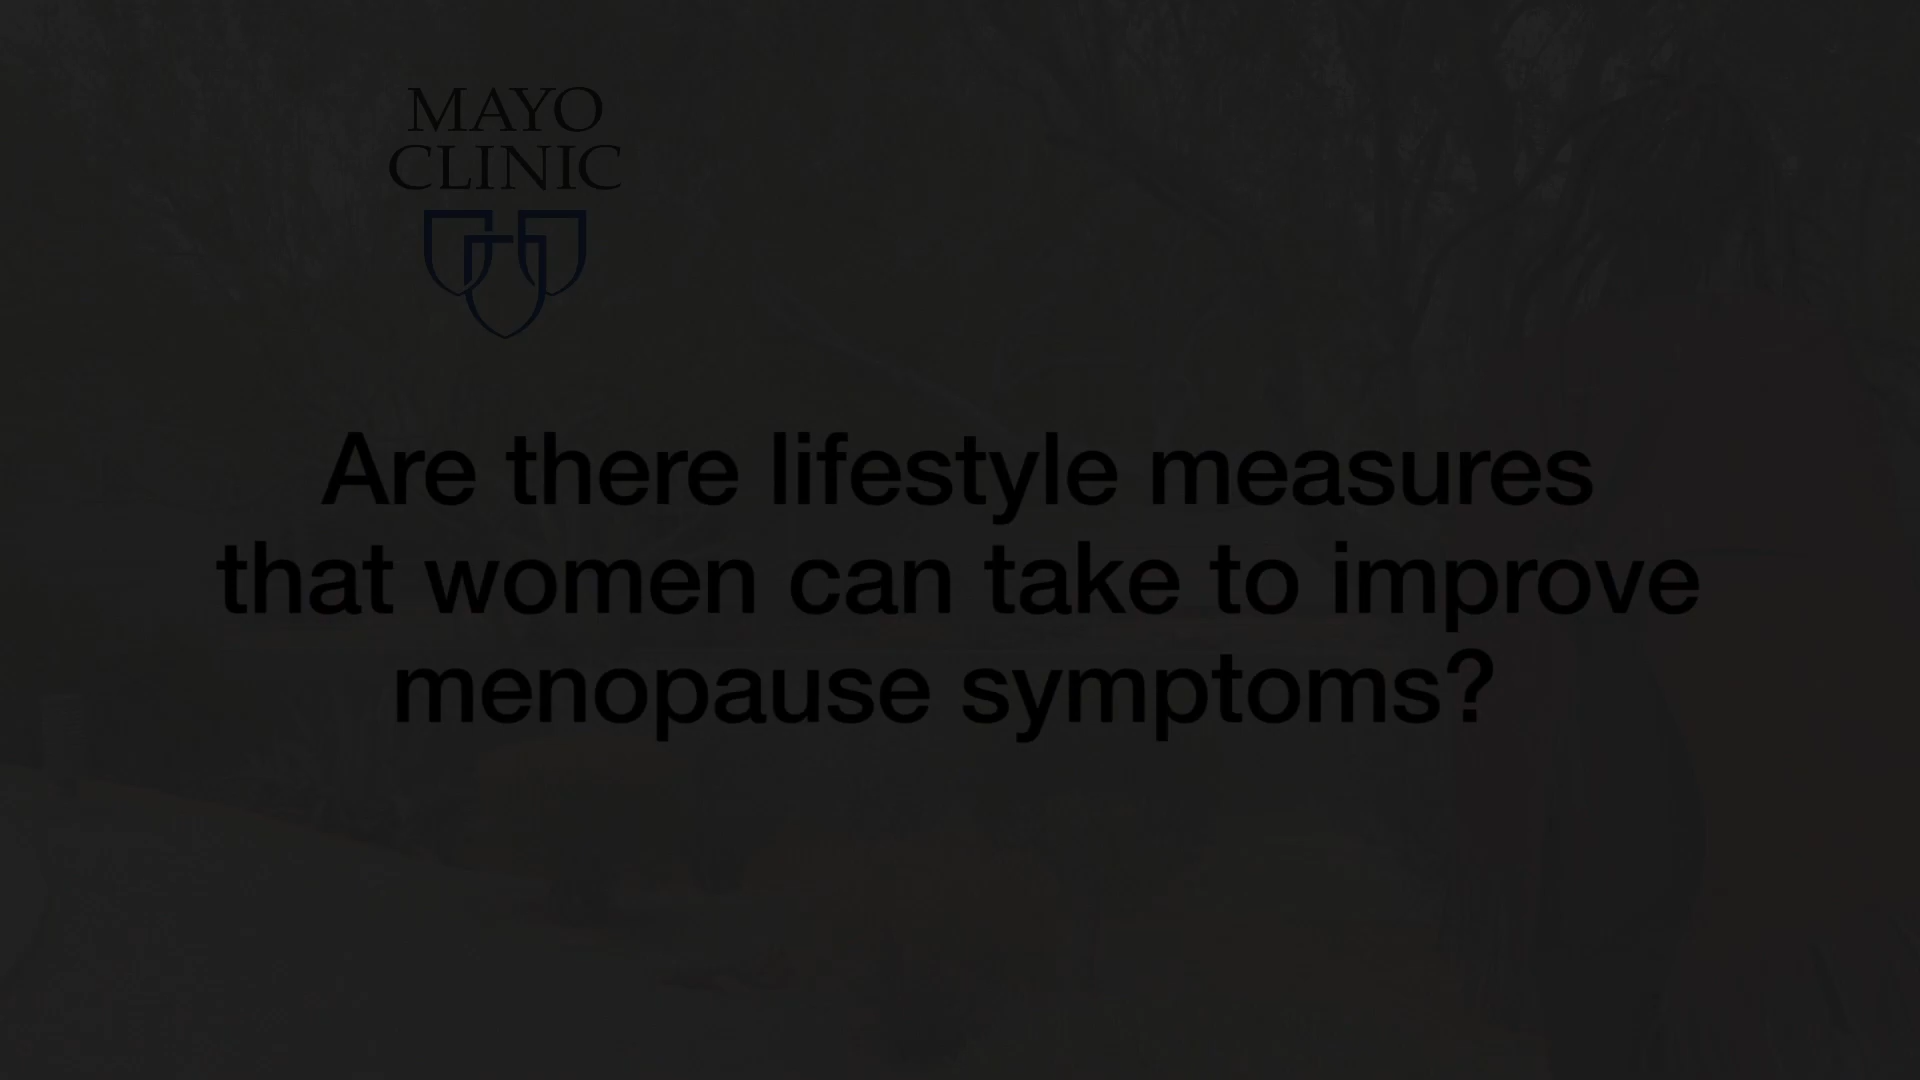 MAYO
CLINIC
Are there lifestyle measures
that women can take to improve
menopause symptoms?